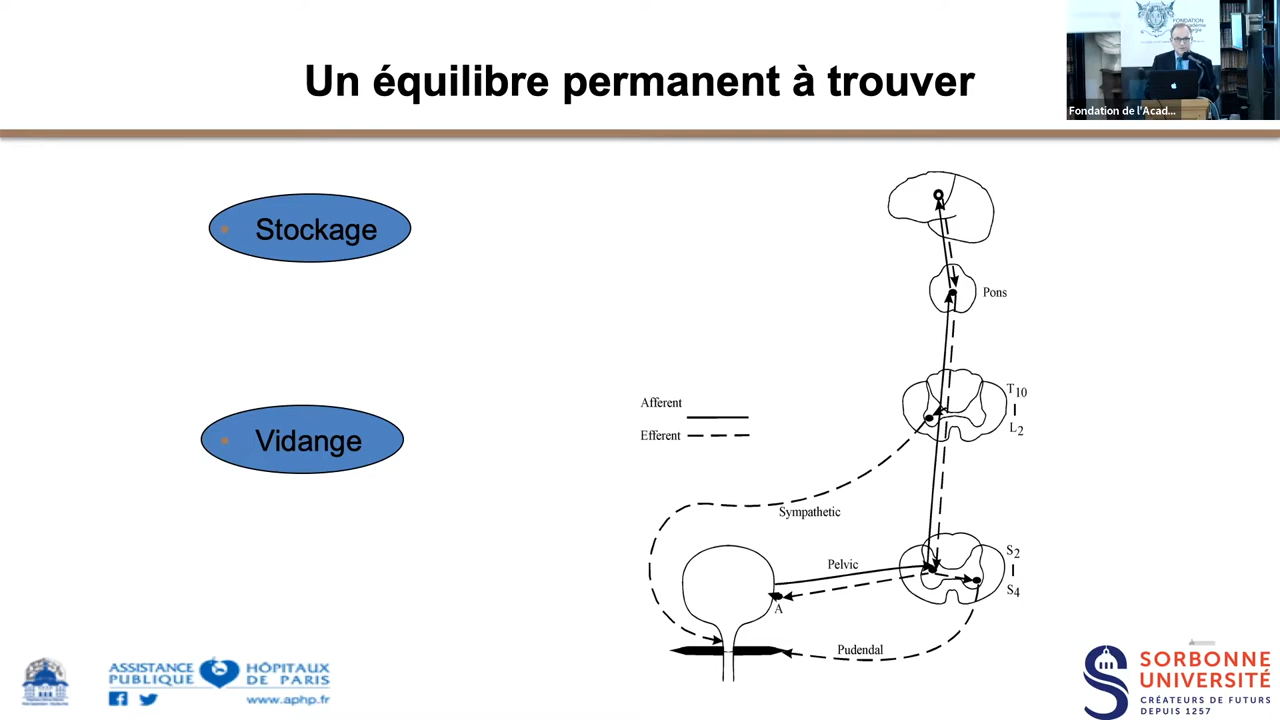 Un équilibre permanent à trouver
FONDATION
Fondation de l'Acad...
Stockage
Vidange
Pons
T10
L2
Afferent
Efferent
Sympathetic
Pelvic
S2
S4
A
Pudendal
ASSISTANCE PUBLIQUE
HÔPITAUX DE PARIS
www.aphp.fr
SORBONNE
UNIVERSITÉ
CRÉATEURS DE FUTURS
DEPUIS 1257